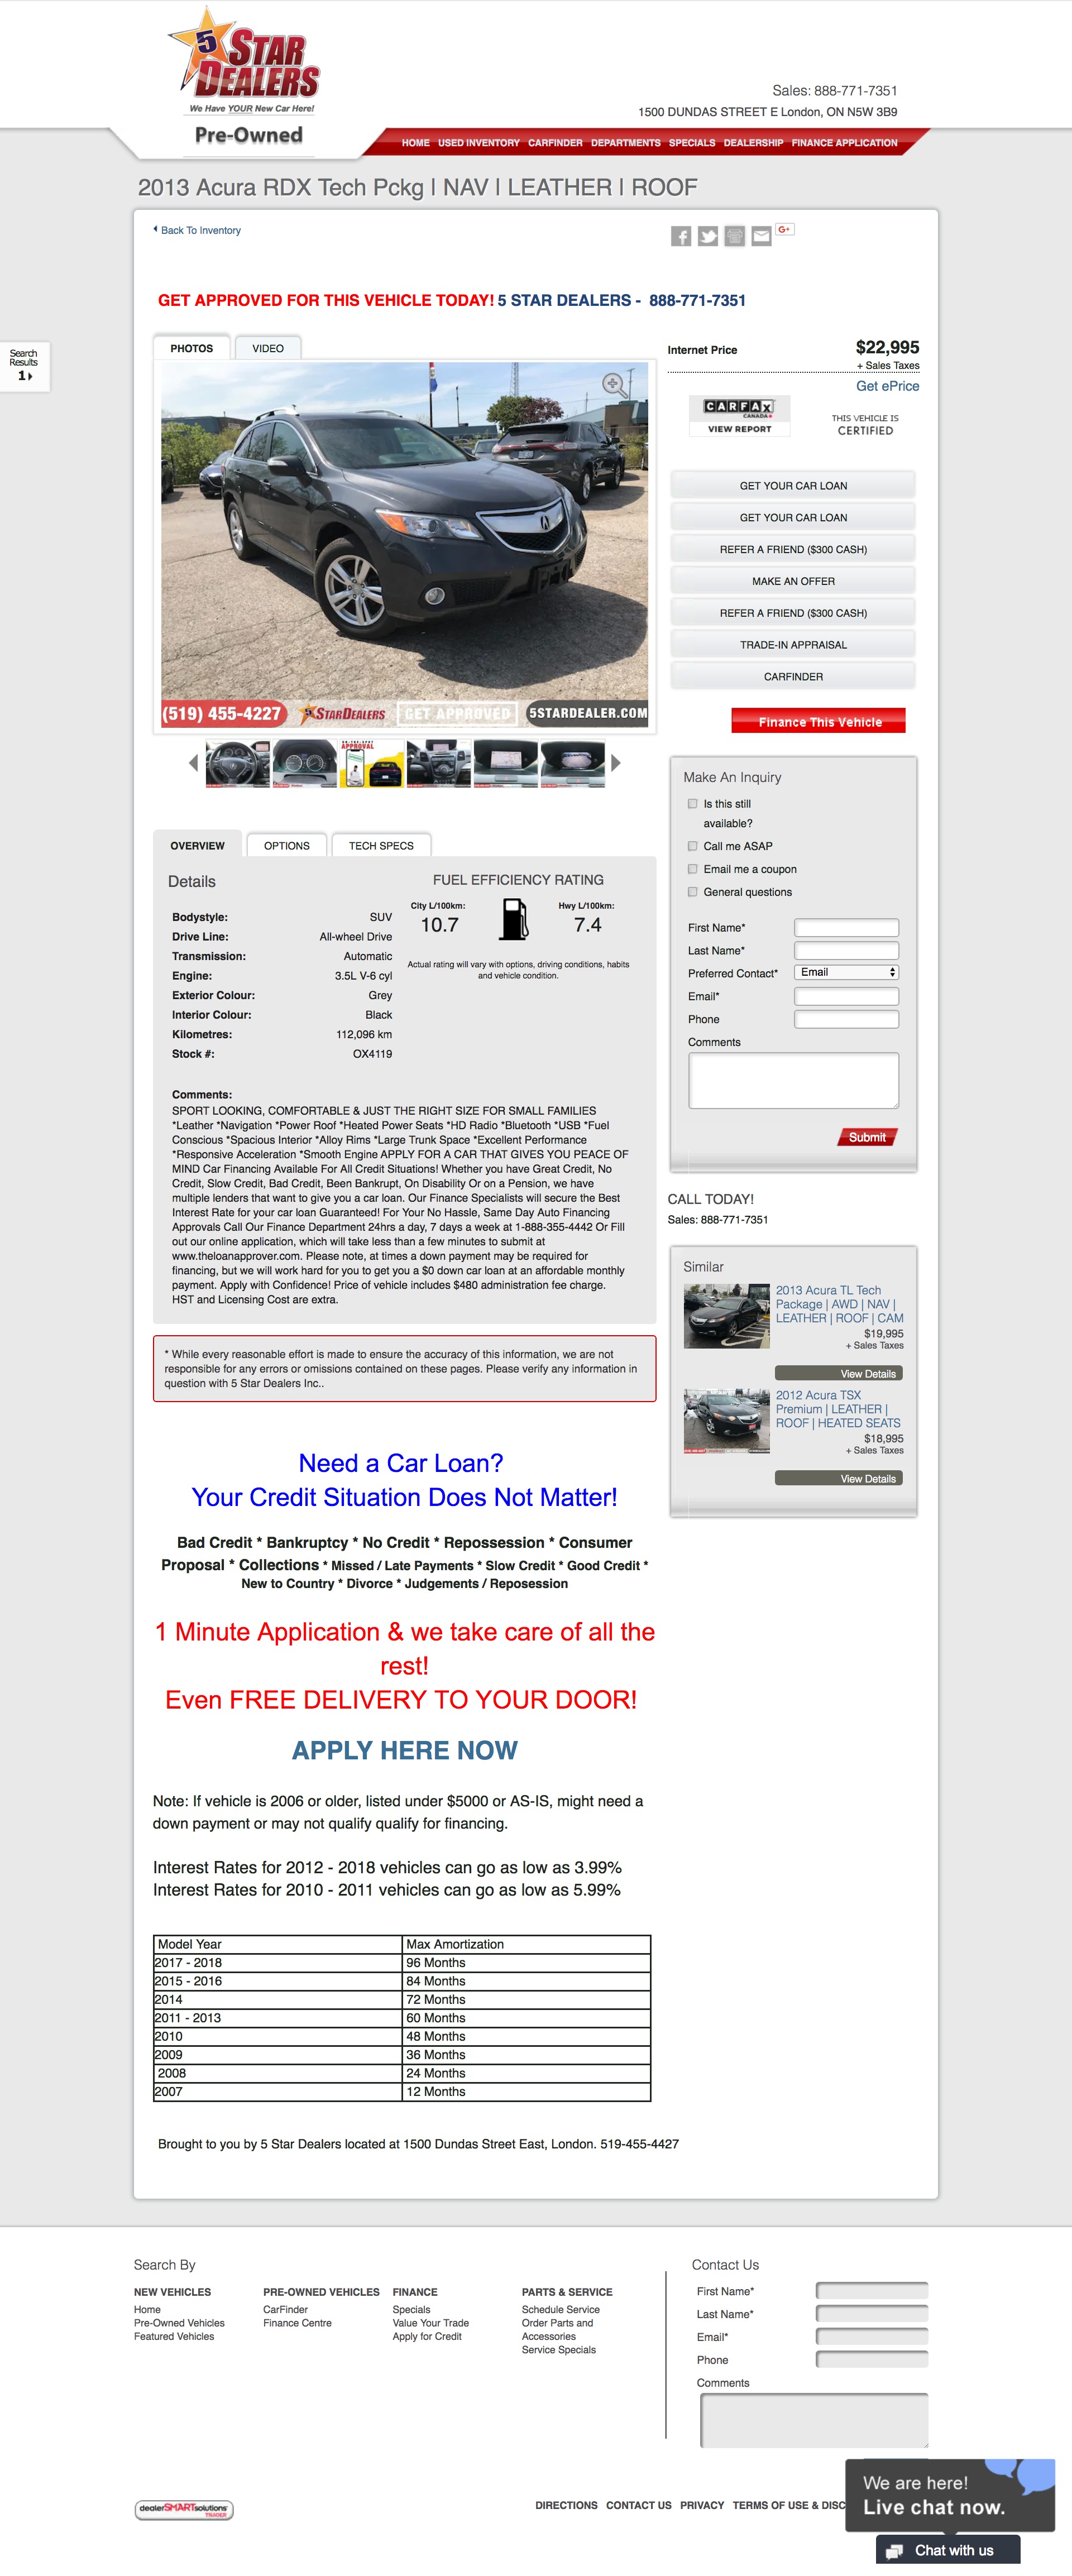 5 STAR DEALERS
We Have YOUR New Car Here!
Pre-Owned
Sales: 888-771-7351
1500 DUNDAS STREET E London, ON N5W 3B9
HOME USED INVENTORY CARFINDER DEPARTMENTS SPECIALS DEALERSHIP FINANCE APPLICATION
2013 Acura RDX Tech Pckg | NAV | LEATHER | ROOF
Back To Inventory
G+
GET APPROVED FOR THIS VEHICLE TODAY! 5 STAR DEALERS - 888-771-7351
Search
Results
1
PHOTOS VIDEO
(519) 455-4227 5 STARDEALERS GET APPROVED 5STARDEALER.COM
APPROVAL
Internet Price $22,995
+ Sales Taxes
Get ePrice
CARFAX
CANADA
VIEW REPORT
THIS VEHICLE IS
CERTIFIED
GET YOUR CAR LOAN
GET YOUR CAR LOAN
REFER A FRIEND ($300 CASH)
MAKE AN OFFER
REFER A FRIEND ($300 CASH)
TRADE-IN APPRAISAL
CARFINDER
Finance This Vehicle
OVERVIEW OPTIONS TECH SPECS
Details
Bodystyle: SUV
Drive Line: All-wheel Drive
Transmission: Automatic
Engine: 3.5L V-6 cyl
Exterior Colour: Grey
Interior Colour: Black
Kilometres: 112,096 km
Stock #: OX4119
FUEL EFFICIENCY RATING
City L/100km: Hwy L/100km:
10.7 7.4
Actual rating will vary with options, driving conditions, habits
and vehicle condition.
Comments:
SPORT LOOKING, COMFORTABLE & JUST THE RIGHT SIZE FOR SMALL FAMILIES
*Leather *Navigation *Power Roof *Heated Power Seats *HD Radio *Bluetooth *USB *Fuel
Conscious *Spacious Interior *Alloy Rims *Large Trunk Space *Excellent Performance
*Responsive Acceleration *Smooth Engine APPLY FOR A CAR THAT GIVES YOU PEACE OF
MIND Car Financing Available For All Credit Situations! Whether you have Great Credit, No
Credit, Slow Credit, Bad Credit, Been Bankrupt, On Disability Or on a Pension, we have
multiple lenders that want to give you a car loan. Our Finance Specialists will secure the Best
Interest Rate for your car loan Guaranteed! For Your No Hassle, Same Day Auto Financing
Approvals Call Our Finance Department 24hrs a day, 7 days a week at 1-888-355-4442 Or Fill
out our online application, which will take less than a few minutes to submit at
www.theloanapprover.com. Please note, at times a down payment may be required for
financing, but we will work hard for you to get you a $0 down car loan at an affordable monthly
payment. Apply with Confidence! Price of vehicle includes $480 administration fee charge.
HST and Licensing Cost are extra.
* While every reasonable effort is made to ensure the accuracy of this information, we are not
responsible for any errors or omissions contained on these pages. Please verify any information in
question with 5 Star Dealers Inc..
Make An Inquiry
Is this still
available?
Call me ASAP
Email me a coupon
General questions
First Name*
Last Name*
Preferred Contact* Email
Email*
Phone
Comments
Submit
CALL TODAY!
Sales: 888-771-7351
Similar
2013 Acura TL Tech
Package | AWD | NAV |
LEATHER | ROOF | CAM
$19,995
+ Sales Taxes
View Details
2012 Acura TSX
Premium | LEATHER |
ROOF | HEATED SEATS
$18,995
+ Sales Taxes
View Details
Need a Car Loan?
Your Credit Situation Does Not Matter!
Bad Credit * Bankruptcy * No Credit * Repossession * Consumer
Proposal * Collections * Missed / Late Payments * Slow Credit * Good Credit *
New to Country * Divorce * Judgements / Reposession
1 Minute Application & we take care of all the
rest!
Even FREE DELIVERY TO YOUR DOOR!
APPLY HERE NOW
Note: If vehicle is 2006 or older, listed under $5000 or AS-IS, might need a
down payment or may not qualify qualify for financing.
Interest Rates for 2012 - 2018 vehicles can go as low as 3.99%
Interest Rates for 2010 - 2011 vehicles can go as low as 5.99%
Model Year Max Amortization
2017 - 2018 96 Months
2015 - 2016 84 Months
2014 72 Months
2011 - 2013 60 Months
2010 48 Months
2009 36 Months
2008 24 Months
2007 12 Months
Brought to you by 5 Star Dealers located at 1500 Dundas Street East, London. 519-455-4427
Search By
NEW VEHICLES
Home
Pre-Owned Vehicles
Featured Vehicles
PRE-OWNED VEHICLES
CarFinder
Finance Centre
FINANCE
Specials
Value Your Trade
Apply for Credit
PARTS & SERVICE
Schedule Service
Order Parts and
Accessories
Service Specials
Contact Us
First Name*
Last Name*
Email*
Phone
Comments
dealerSMARTsolutions
TRADER
DIRECTIONS CONTACT US PRIVACY TERMS OF USE & DISC
We are here!
Live chat now.
Chat with us